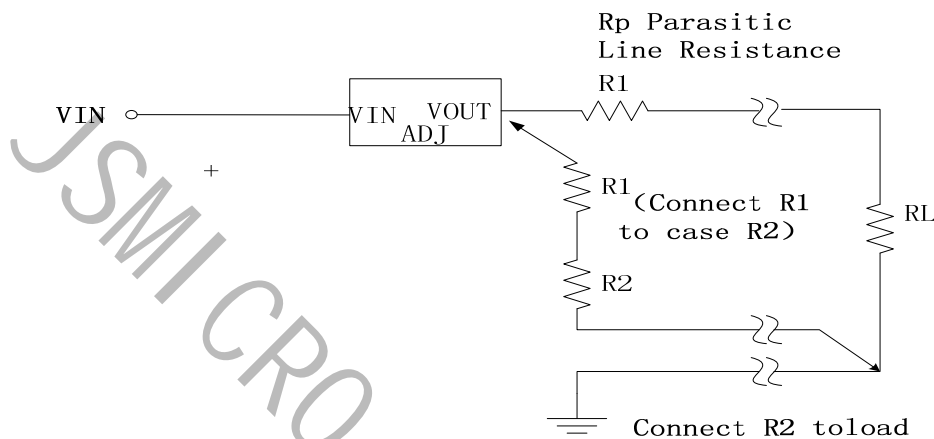 Rp Parasitic
Line Resistance
R1
VIN
VIN
VOUT
ADJ
R1
(Connect R1
to case R2)
RL
R2
Connect R2 toload
JSMICRO
+